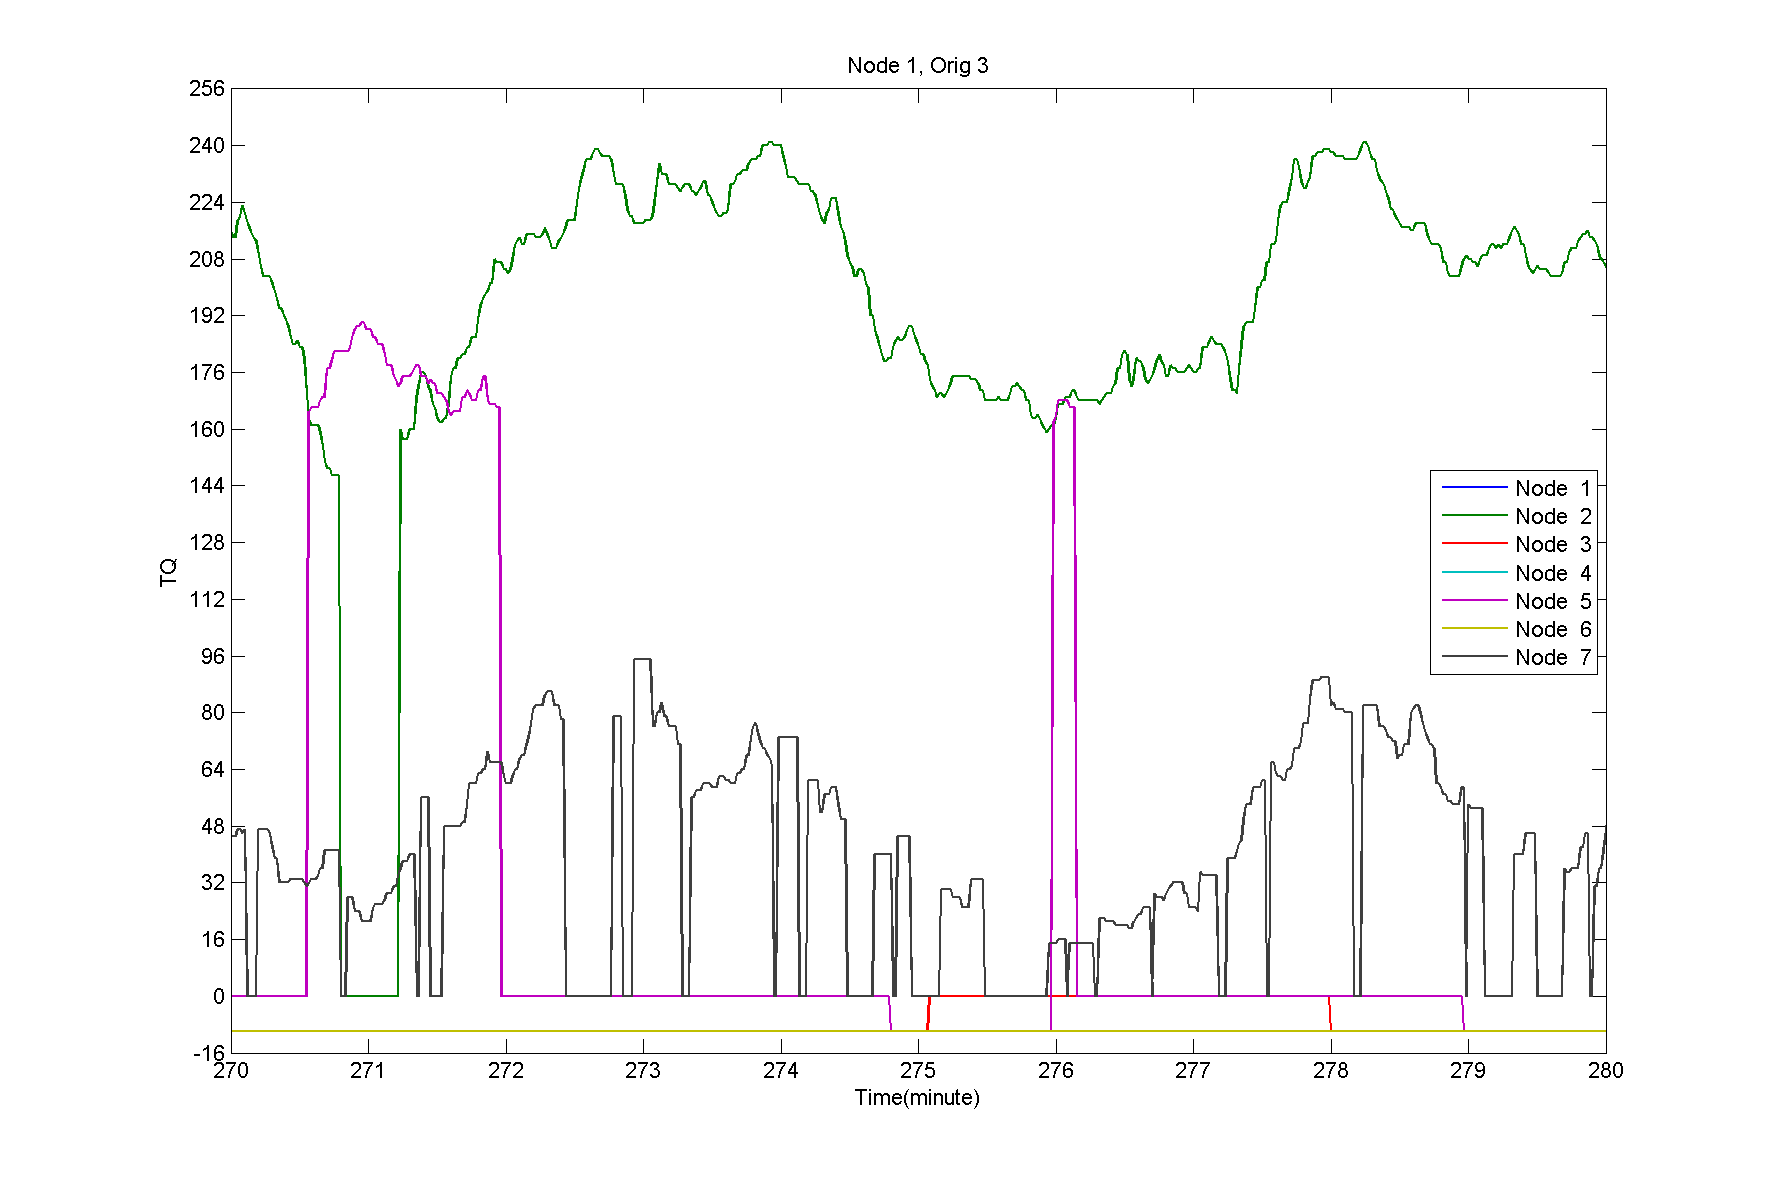 Node 1, Orig 3
256
240
224
208
192
176
160
144
128
112
96
80
64
48
32
16
0
-16
TQ
Node 1
Node 2
Node 3
Node 4
Node 5
Node 6
Node 7
270 271 272 273 274 275 276 277 278 279 280
Time(minute)